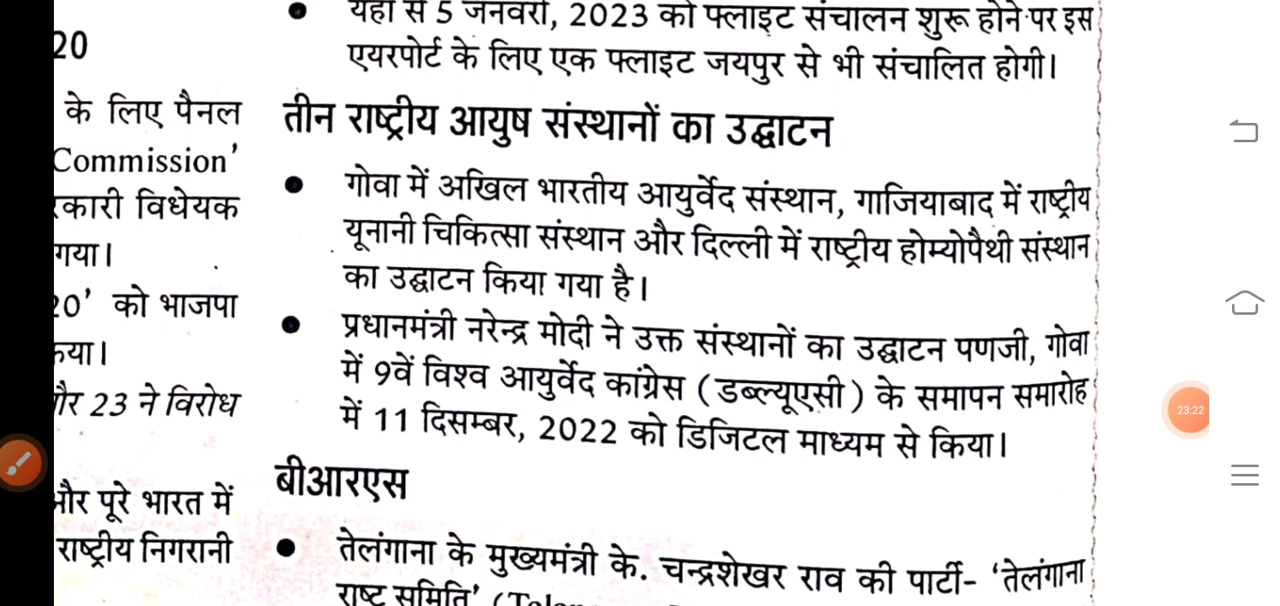 20
के लिए पैनल
Commission'
कारी विधेयक
गया।
20' को भाजपा
कया।
और 23 ने विरोध
और पूरे भारत में
राष्ट्रीय निगरानी
● यहां से 5 जनवरी, 2023 को फ्लाइट संचालन शुरू होने पर इस
एयरपोर्ट के लिए एक फ्लाइट जयपुर से भी संचालित होगी।
तीन राष्ट्रीय आयुष संस्थानों का उद्घाटन
● गोवा में अखिल भारतीय आयुर्वेद संस्थान, गाजियाबाद में राष्ट्रीय
यूनानी चिकित्सा संस्थान और दिल्ली में राष्ट्रीय होम्योपैथी संस्थान
का उद्घाटन किया गया है।
● प्रधानमंत्री नरेन्द्र मोदी ने उक्त संस्थानों का उद्घाटन पणजी, गोवा
में 9वें विश्व आयुर्वेद कांग्रेस (डब्ल्यूएसी) के समापन समारोह
में 11 दिसम्बर, 2022 को डिजिटल माध्यम से किया।
बीआरएस
● तेलंगाना के मुख्यमंत्री के. चन्द्रशेखर राव की पार्टी- 'तेलंगाना
राष्ट्र समिति'
23:22